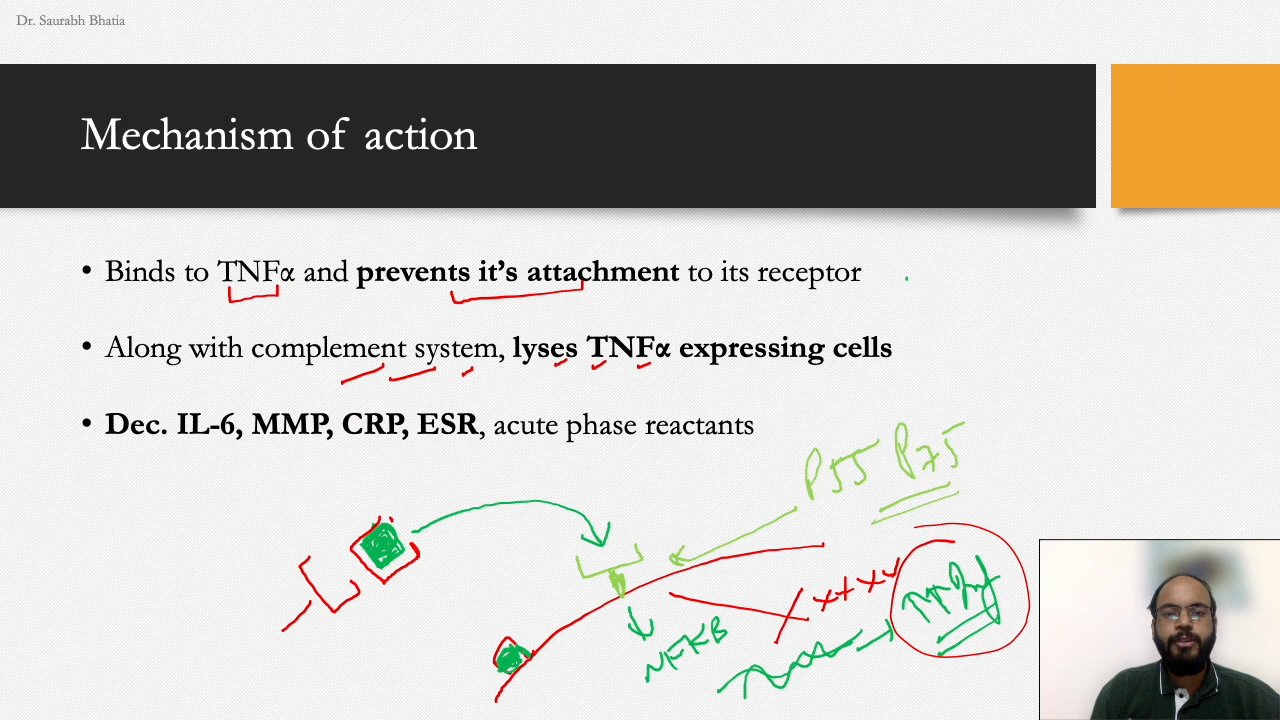 Dr. Saurabh Bhatia
Mechanism of action
• Binds to TNFα and prevents it’s attachment to its receptor
• Along with complement system, lyses TNFα expressing cells
• Dec. IL-6, MMP, CRP, ESR, acute phase reactants
P55 P75
NFKB